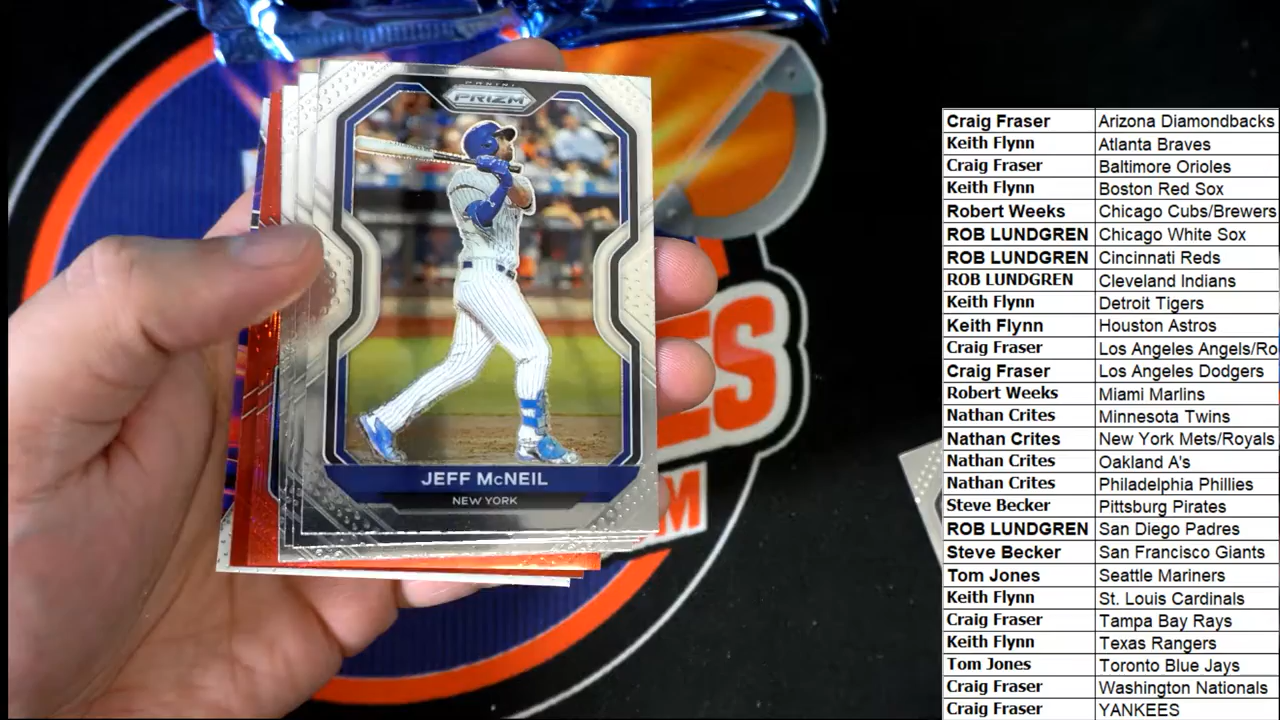 PANINI
PRIZM
JEFF McNEIL
NEW YORK
ES
M
Craig Fraser Arizona Diamondbacks
Keith Flynn Atlanta Braves
Craig Fraser Baltimore Orioles
Keith Flynn Boston Red Sox
Robert Weeks Chicago Cubs/Brewers
ROB LUNDGREN Chicago White Sox
ROB LUNDGREN Cincinnati Reds
ROB LUNDGREN Cleveland Indians
Keith Flynn Detroit Tigers
Keith Flynn Houston Astros
Craig Fraser Los Angeles Angels/Ro
Craig Fraser Los Angeles Dodgers
Robert Weeks Miami Marlins
Nathan Crites Minnesota Twins
Nathan Crites New York Mets/Royals
Nathan Crites Oakland A's
Nathan Crites Philadelphia Phillies
Steve Becker Pittsburg Pirates
ROB LUNDGREN San Diego Padres
Steve Becker San Francisco Giants
Tom Jones Seattle Mariners
Keith Flynn St. Louis Cardinals
Craig Fraser Tampa Bay Rays
Keith Flynn Texas Rangers
Tom Jones Toronto Blue Jays
Craig Fraser Washington Nationals
Craig Fraser YANKEES